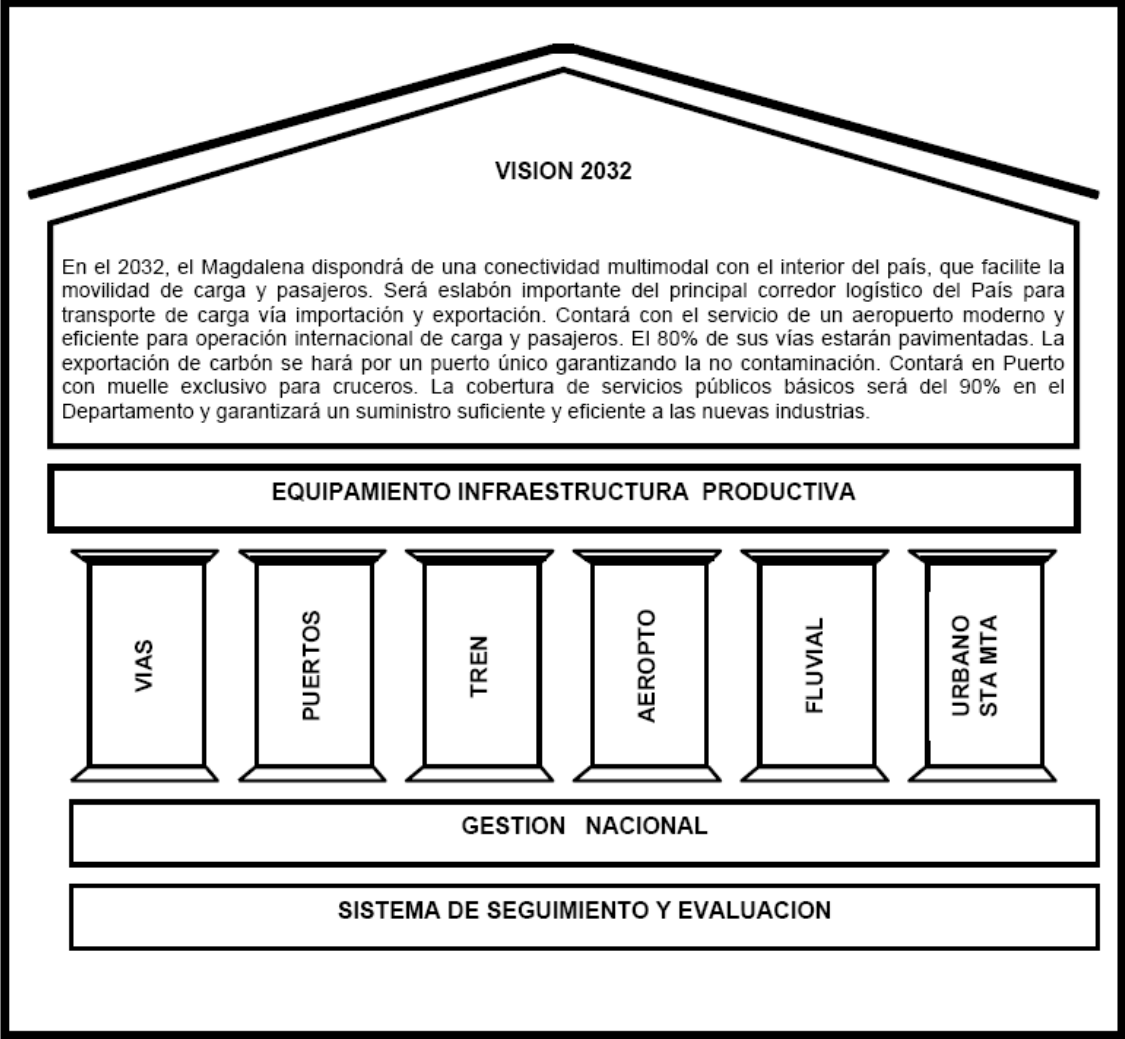 VISION 2032
En el 2032, el Magdalena dispondrá de una conectividad multimodal con el interior del país, que facilite la
movilidad de carga y pasajeros. Será eslabón importante del principal corredor logístico del País para
transporte de carga vía importación y exportación. Contará con el servicio de un aeropuerto moderno y
eficiente para operación internacional de carga y pasajeros. El 80% de sus vías estarán pavimentadas. La
exportación de carbón se hará por un puerto único garantizando la no contaminación. Contará en Puerto
con muelle exclusivo para cruceros. La cobertura de servicios públicos básicos será del 90% en el
Departamento y garantizará un suministro suficiente y eficiente a las nuevas industrias.
EQUIPAMIENTO INFRAESTRUCTURA PRODUCTIVA
VIAS
PUERTOS
TREN
AEROPTO
FLUVIAL
URBANO
STA MTA
GESTION NACIONAL
SISTEMA DE SEGUIMIENTO Y EVALUACION